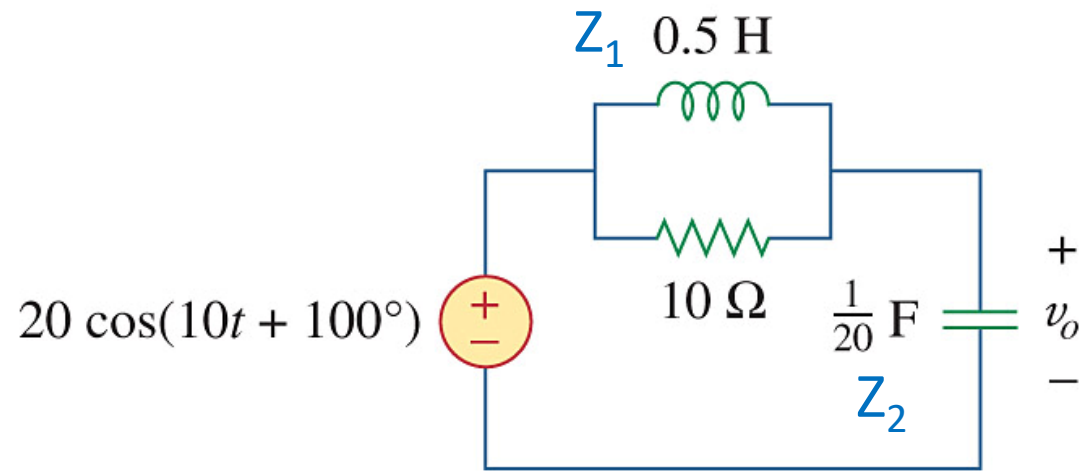 Z₁ 0.5 H
20 cos(10t + 100°)
+
−
10 Ω
1/20 F
Z₂
+
vₒ
−